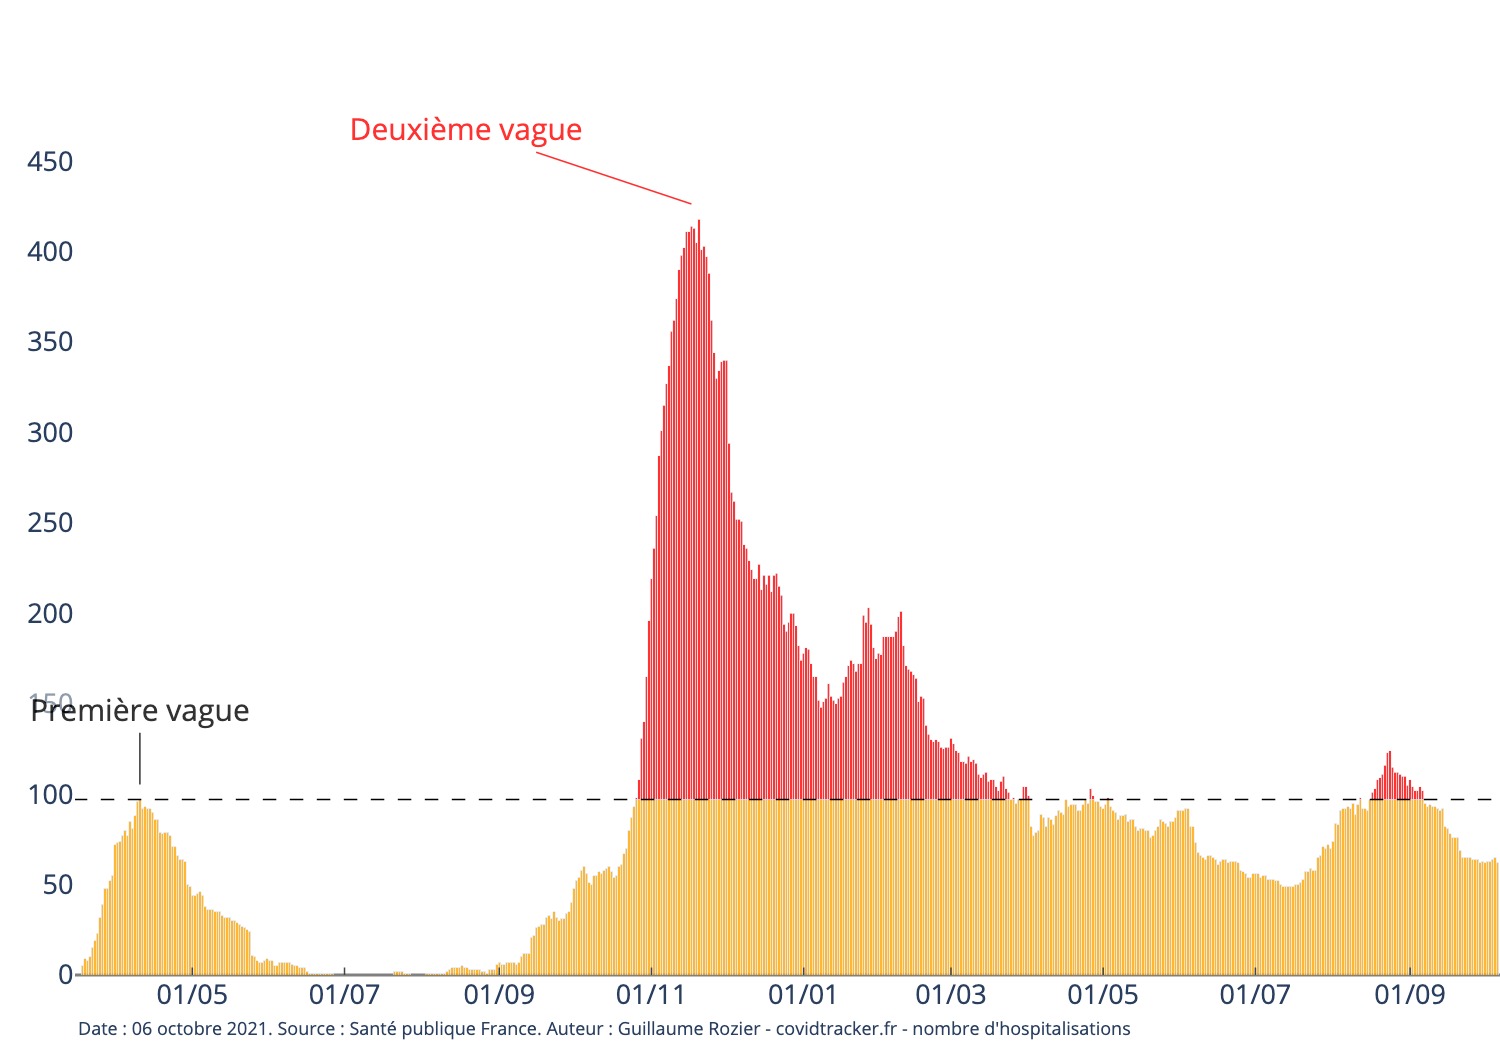 Deuxième vague
450
400
350
300
250
200
150
Première vague
100
50
0
01/05 01/07 01/09 01/11 01/01 01/03 01/05 01/07 01/09
Date : 06 octobre 2021. Source : Santé publique France. Auteur : Guillaume Rozier - covidtracker.fr - nombre d'hospitalisations